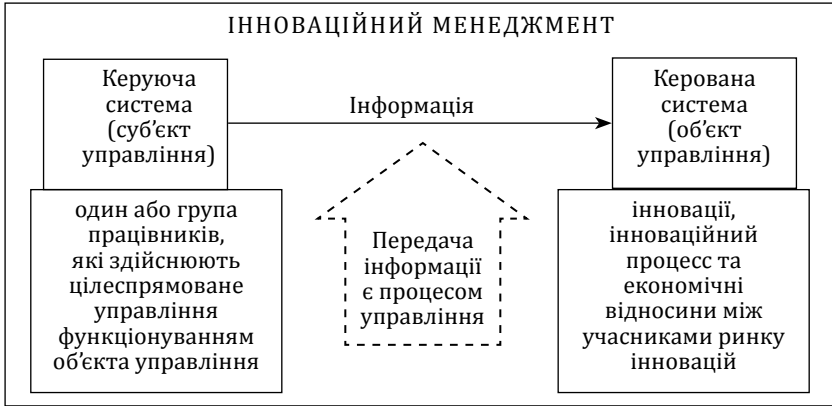 ІННОВАЦІЙНИЙ МЕНЕДЖМЕНТ
Керуюча
система
(суб’єкт
управління)
Інформація
Керована
система
(об’єкт
управління)
один або група
працівників,
які здійснюють
цілеспрямоване
управління
функціонуванням
об’єкта управління
Передача
інформації
є процесом
управління
інновації,
інноваційний
процесс та
економічні
відносини між
учасниками ринку
інновацій